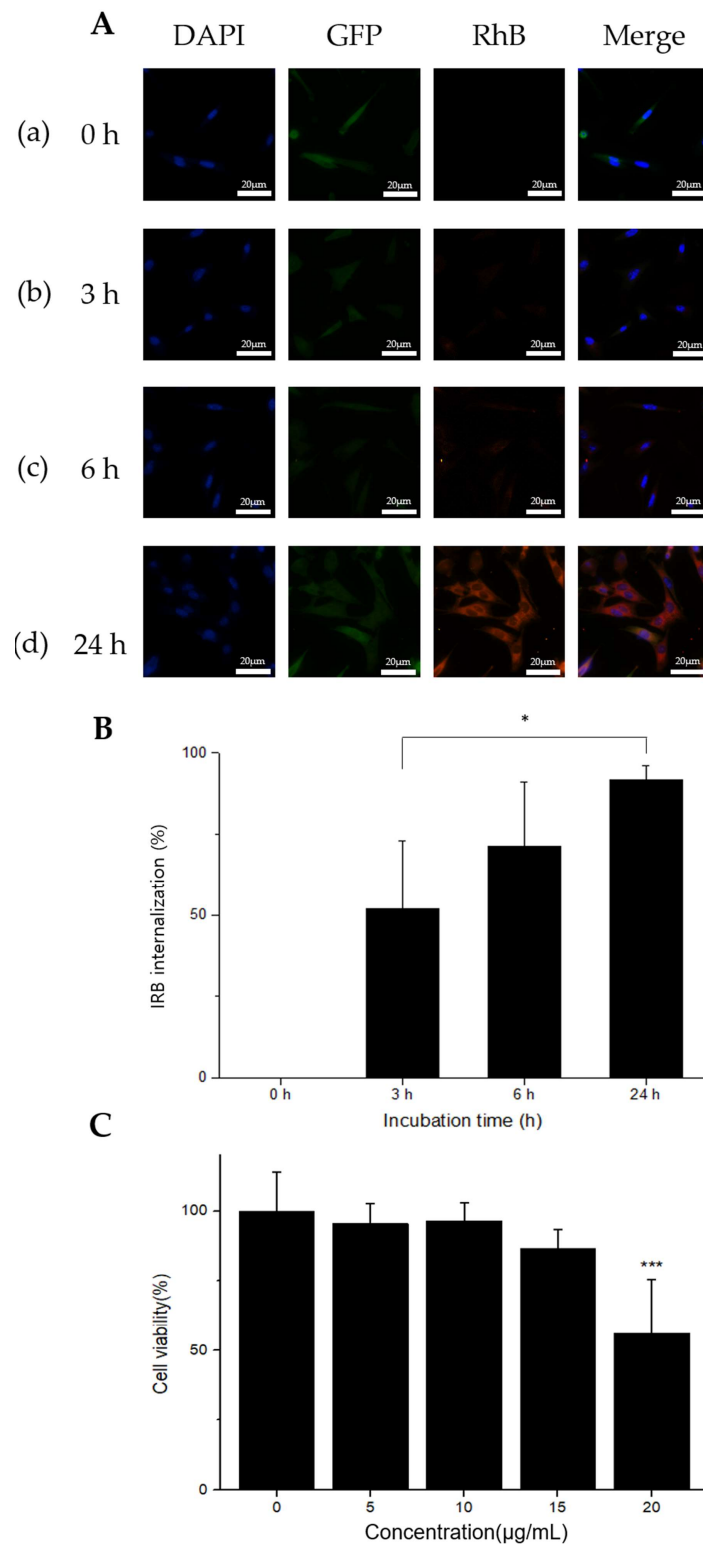 A
DAPI GFP RhB Merge
(a) 0 h
20μm 20μm 20μm 20μm
(b) 3 h
20μm 20μm 20μm 20μm
(c) 6 h
20μm 20μm 20μm 20μm
(d) 24 h
20μm 20μm 20μm 20μm
B
*
100
50
0
IRB internalization (%)
0 h 3 h 6 h 24 h
Incubation time (h)
C
100
50
0
***
Cell viability(%)
0 5 10 15 20
Concentration(μg/mL)